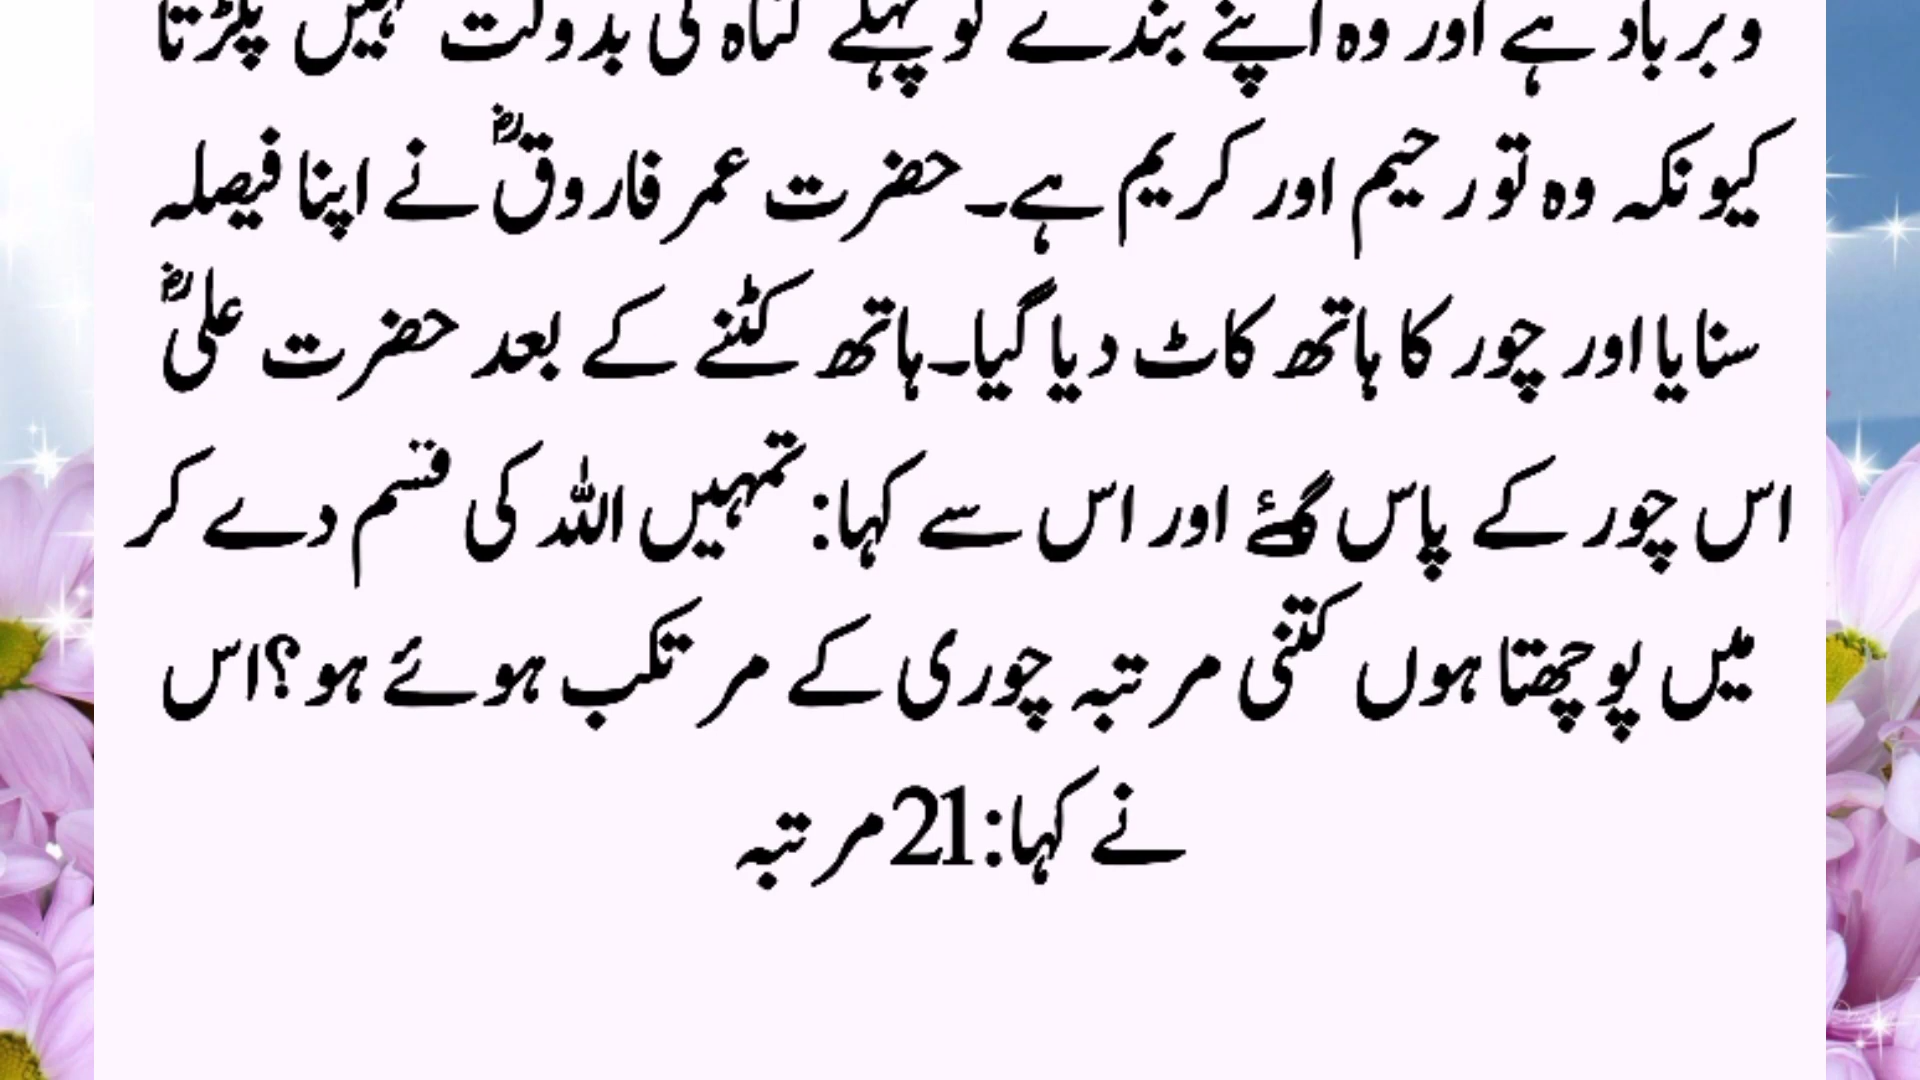 وبرباد ہے اور وہ اپنے بندے کو پہلے گناہ کی بدولت نہیں پکڑتا
کیونکہ وہ تو رحیم اور کریم ہے۔ حضرت عمر فاروقؓ نے اپنا فیصلہ
سنایا اور چور کا ہاتھ کاٹ دیا گیا۔ہاتھ کٹنے کے بعد حضرت علیؓ
اس چور کے پاس گئے اور اس سے کہا: تمہیں اللہ کی قسم دے کر
میں پوچھتا ہوں کتنی مرتبہ چوری کے مرتکب ہوئے ہو؟اس
نے کہا:21مرتبہ